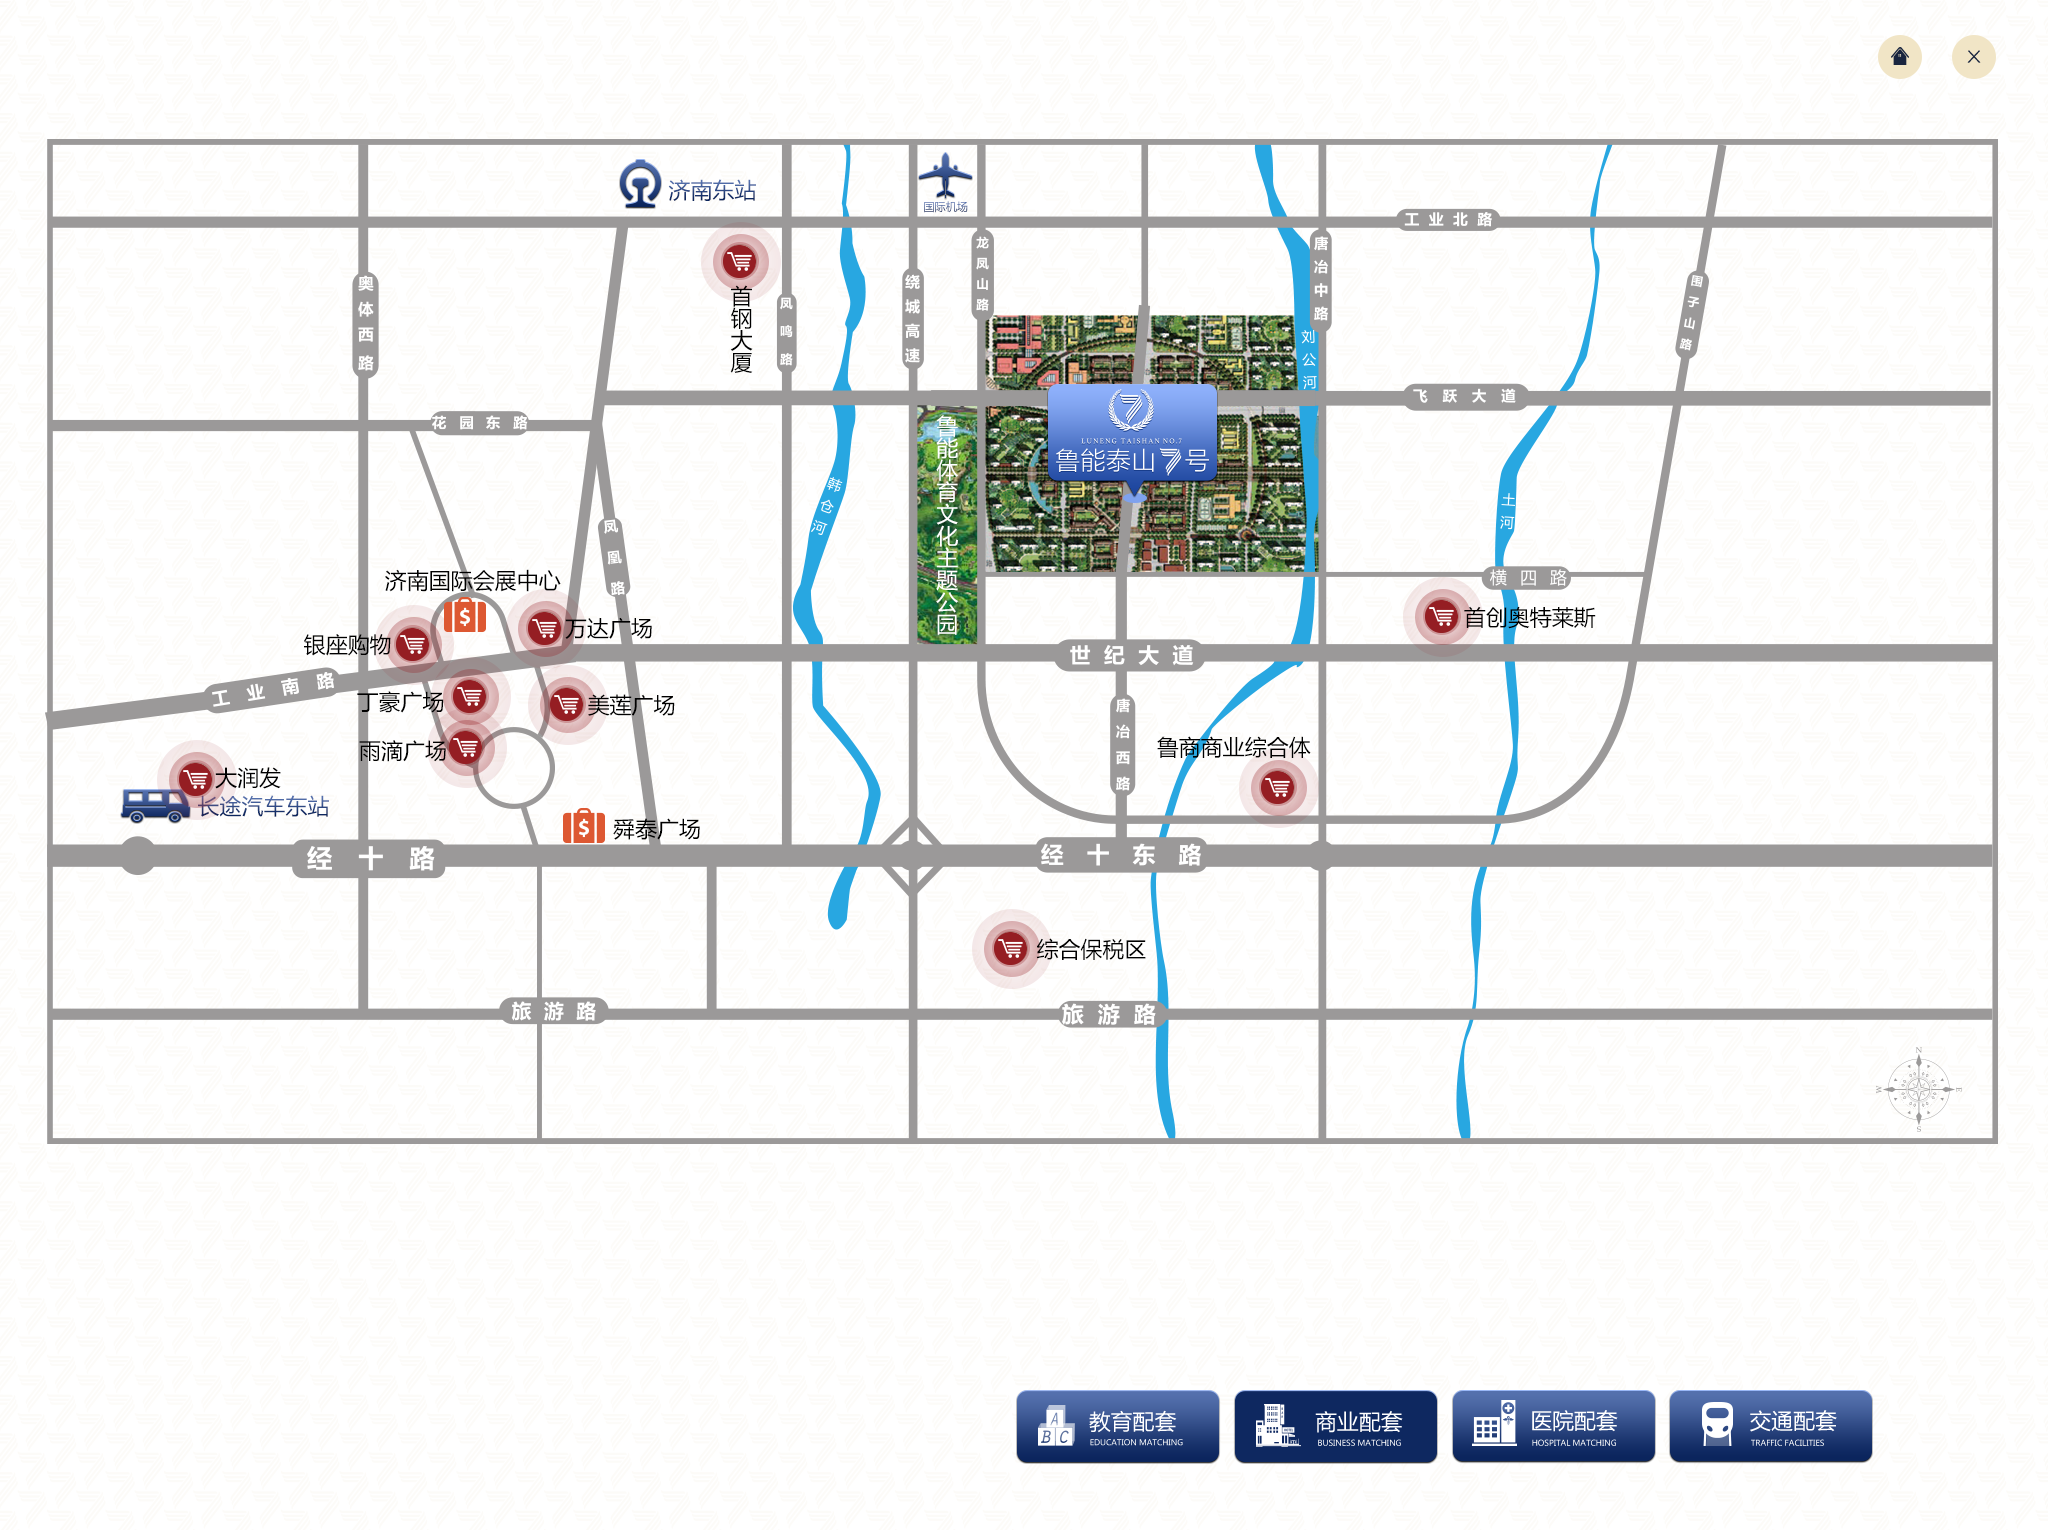 济南东站
国际机场
工业北路
奥体西路
首钢大厦
凤鸣路
绕城高速
龙凤山路
唐冶中路
围子山路
刘公河
飞跃大道
花园东路
LUNENG TAISHAN NO.7
鲁能泰山7号
鲁能体育文化主题公园
韩仓河
土河
凤凰路
济南国际会展中心
$
横四路
银座购物
万达广场
首创奥特莱斯
世纪大道
工业南路
丁豪广场
美莲广场
唐冶西路
雨滴广场
鲁商商业综合体
大润发
长途汽车东站
$
舜泰广场
经十路
经十东路
综合保税区
旅游路
旅游路
N
W
E
S
A
B C
教育配套
EDUCATION MATCHING
商业配套
BUSINESS MATCHING
医院配套
HOSPITAL MATCHING
交通配套
TRAFFIC FACILITIES